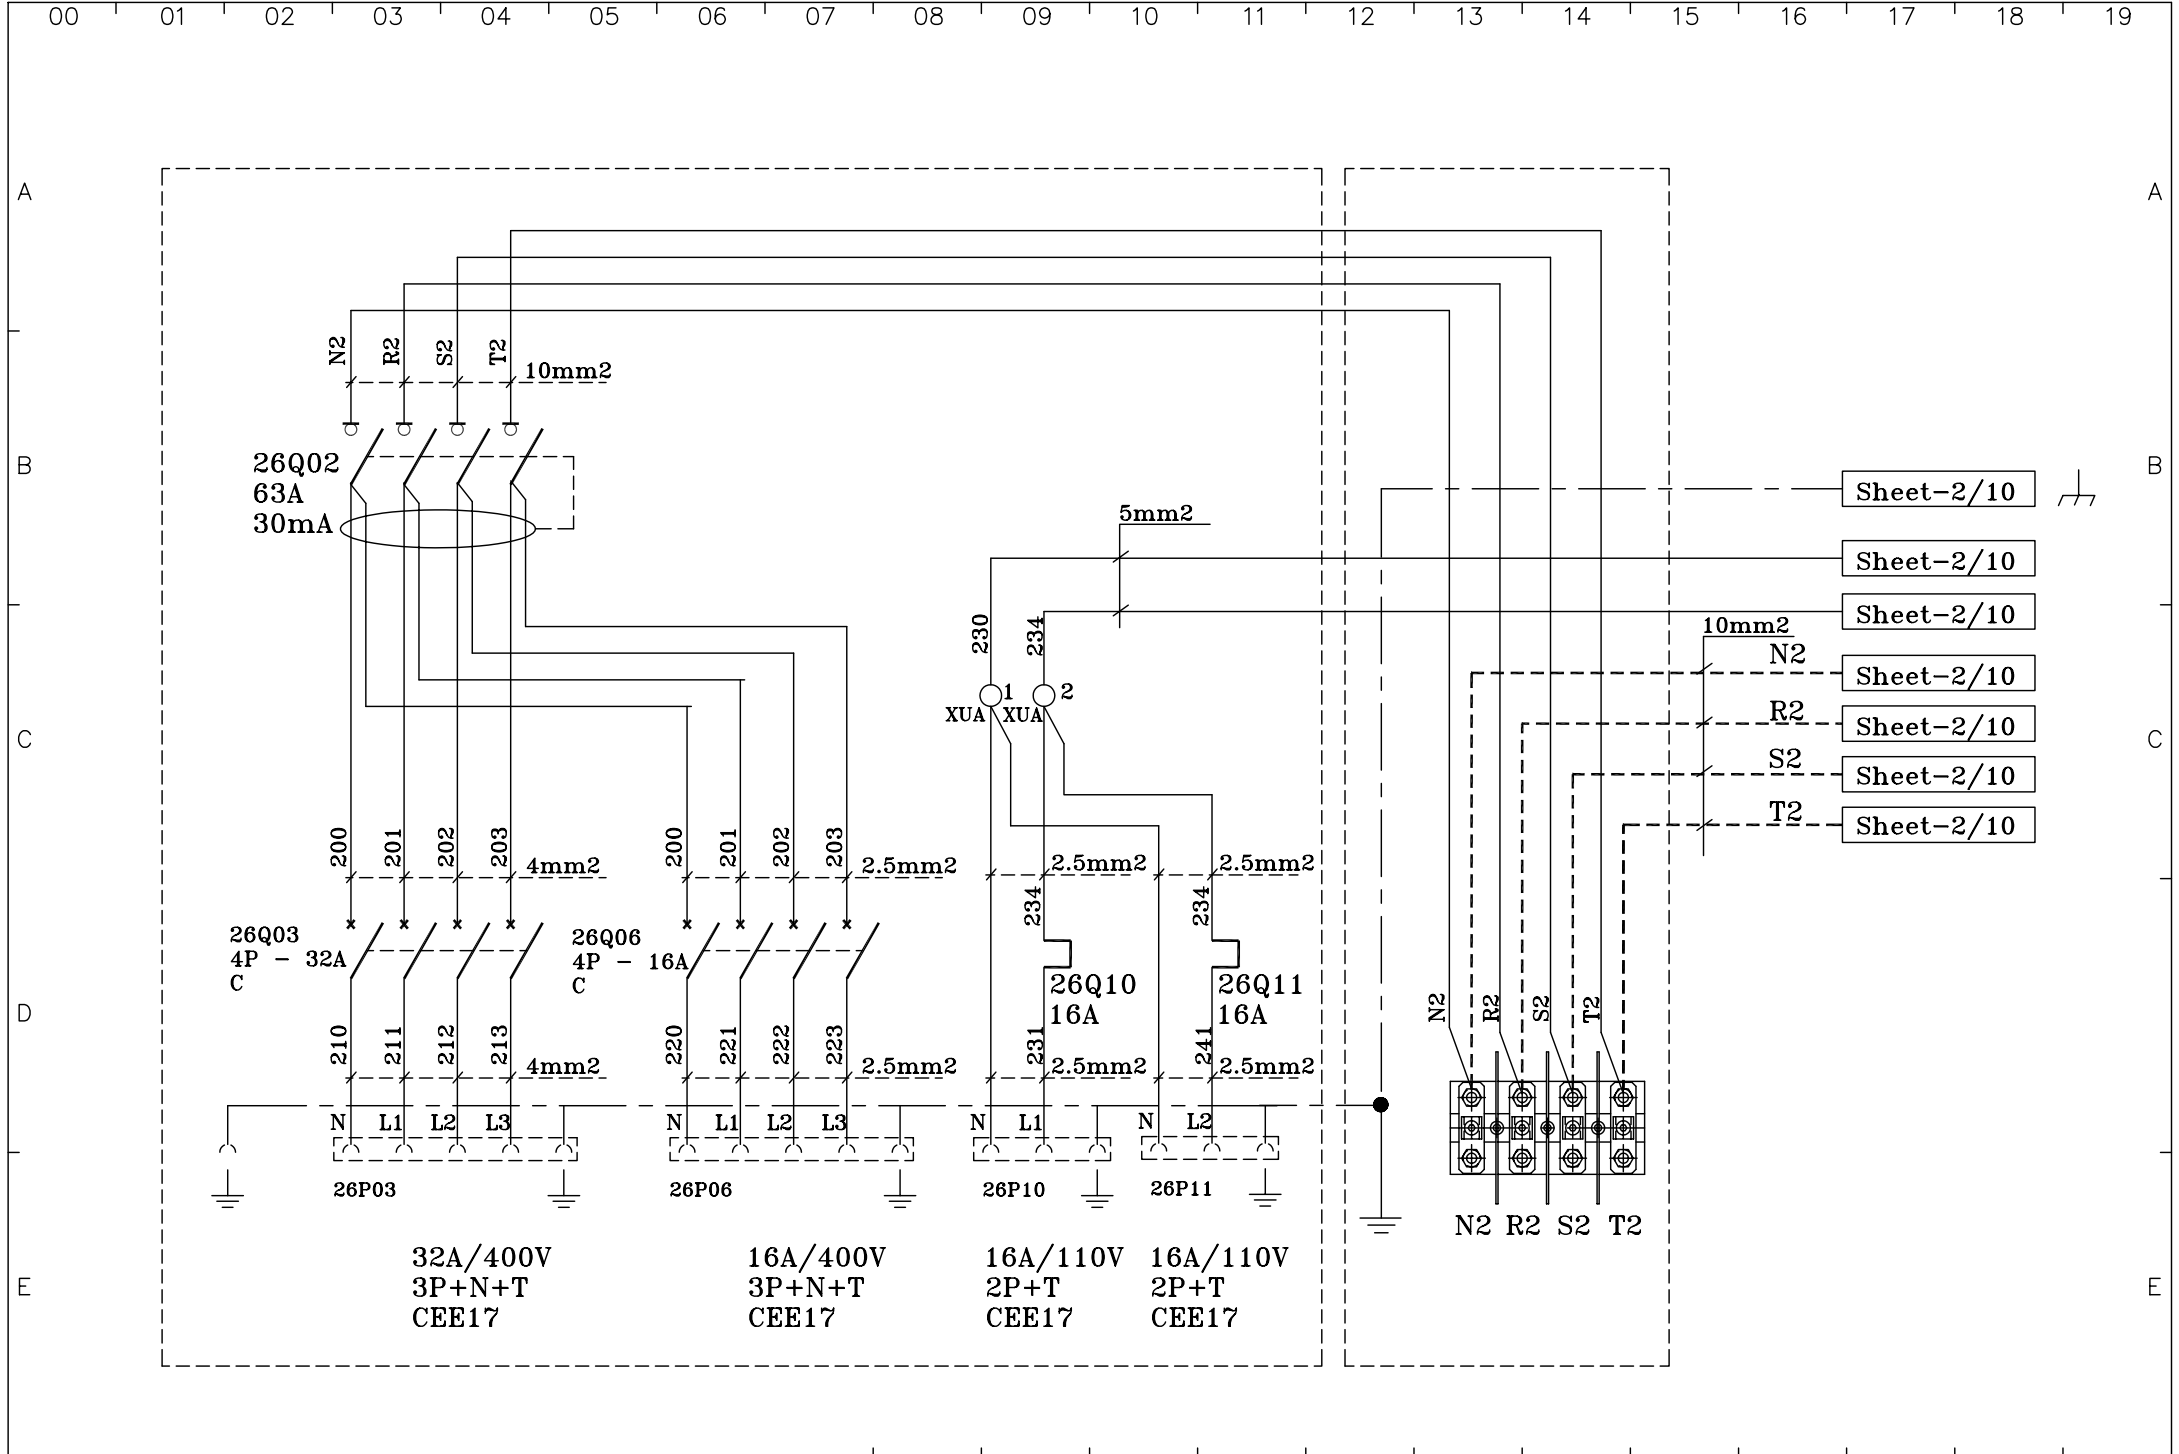 00 01 02 03 04 05 06 07 08 09 10 11 12 13 14 15 16 17 18 19
A A
N2 R2 S2 T2
10mm2
B B
26Q02
63A
30mA
5mm2
Sheet-2/10
Sheet-2/10
Sheet-2/10
230 234
10mm2
N2
Sheet-2/10
1 2
XUA XUA
R2
Sheet-2/10
C C
S2
Sheet-2/10
T2
Sheet-2/10
200 201 202 203
4mm2
200 201 202 203
2.5mm2
2.5mm2
2.5mm2
234 234
26Q03
4P - 32A
C
26Q06
4P - 16A
C
26Q10
16A
26Q11
16A
D D
N2 R2 S2 T2
210 211 212 213
4mm2
220 221 222 223
2.5mm2
231
2.5mm2
241
2.5mm2
N L1 L2 L3
N L1 L2 L3
N L1
N L2
26P03
26P06
26P10
26P11
N2 R2 S2 T2
32A/400V
3P+N+T
CEE17
16A/400V
3P+N+T
CEE17
16A/110V
2P+T
CEE17
16A/110V
2P+T
CEE17
E E